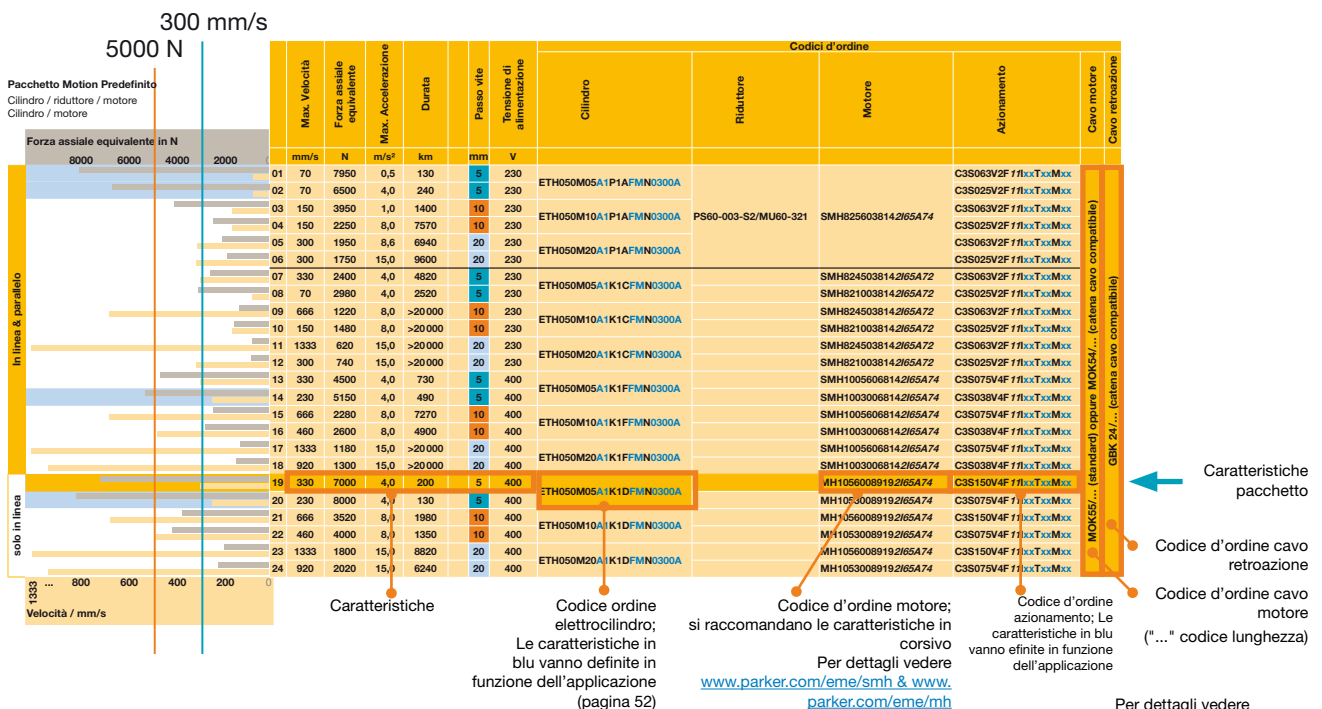 300 mm/s
5000 N
Pacchetto Motion Predefinito
Cilindro / riduttore / motore
Cilindro / motore
Forza assiale equivalente in N
8000 6000 4000 2000 0
Codici d'ordine
Max. Velocità Forza assiale equivalente Max. Accelerazione Durata Passo vite Tensione di alimentazione Cilindro Riduttore Motore Azionamento Cavo motore Cavo retroazione
mm/s N m/s² km mm V
In linea & parallelo
01 70 7950 0,5 130 5 230 ETH050M05A1P1AFMN0300A PS60-003-S2/MU60-321 SMH8256038142I65A74 C3S063V2F11IxxTxxMxx
02 70 6500 4,0 240 5 230 C3S025V2F11IxxTxxMxx
03 150 3950 1,0 1400 10 230 ETH050M10A1P1AFMN0300A C3S063V2F11IxxTxxMxx
04 150 2250 8,0 7570 10 230 C3S025V2F11IxxTxxMxx
05 300 1950 8,6 6940 20 230 ETH050M20A1P1AFMN0300A C3S063V2F11IxxTxxMxx
06 300 1750 15,0 9600 20 230 C3S025V2F11IxxTxxMxx
07 330 2400 4,0 4820 5 230 ETH050M05A1K1CFMN0300A SMH8245038142I65A72 C3S063V2F11IxxTxxMxx
08 70 2980 4,0 2520 5 230 SMH8210038142I65A72 C3S025V2F11IxxTxxMxx
09 666 1220 8,0 >20000 10 230 ETH050M10A1K1CFMN0300A SMH8245038142I65A72 C3S063V2F11IxxTxxMxx
10 150 1480 8,0 >20000 10 230 SMH8210038142I65A72 C3S025V2F11IxxTxxMxx
11 1333 620 15,0 >20000 20 230 ETH050M20A1K1CFMN0300A SMH8245038142I65A72 C3S063V2F11IxxTxxMxx
12 300 740 15,0 >20000 20 230 SMH8210038142I65A72 C3S025V2F11IxxTxxMxx
13 330 4500 4,0 730 5 400 ETH050M05A1K1FFMN0300A SMH10056068142I65A74 C3S075V4F11IxxTxxMxx
14 230 5150 4,0 490 5 400 SMH10030068142I65A74 C3S038V4F11IxxTxxMxx
15 666 2280 8,0 7270 10 400 ETH050M10A1K1FFMN0300A SMH10056068142I65A74 C3S075V4F11IxxTxxMxx
16 460 2600 8,0 4900 10 400 SMH10030068142I65A74 C3S038V4F11IxxTxxMxx
17 1333 1180 15,0 >20000 20 400 ETH050M20A1K1FFMN0300A SMH10056068142I65A74 C3S075V4F11IxxTxxMxx
18 920 1300 15,0 >20000 20 400 SMH10030068142I65A74 C3S038V4F11IxxTxxMxx
solo in linea
19 330 7000 4,0 200 5 400 ETH050M05A1K1DFMN0300A MH10560089192I65A74 C3S150V4F11IxxTxxMxx
20 230 8000 4,0 130 5 400 MH10530089192I65A74 C3S075V4F11IxxTxxMxx
21 666 3520 8,0 1980 10 400 ETH050M10A1K1DFMN0300A MH10560089192I65A74 C3S150V4F11IxxTxxMxx
22 460 4000 8,0 1350 10 400 MH10530089192I65A74 C3S075V4F11IxxTxxMxx
23 1333 1800 15,0 8820 20 400 ETH050M20A1K1DFMN0300A MH10560089192I65A74 C3S150V4F11IxxTxxMxx
24 920 2020 15,0 6240 20 400 MH10530089192I65A74 C3S075V4F11IxxTxxMxx
MOK55/... (standard) oppure MOK54/... (catena cavo compatibile)
GBK 24/... (catena cavo compatibile)
1333 ... 800 600 400 200 0
Velocità / mm/s
Caratteristiche
pacchetto
Codice d'ordine cavo
retroazione
Codice d'ordine cavo
motore
("..." codice lunghezza)
Caratteristiche
Codice ordine
elettrocilindro;
Le caratteristiche in
blu vanno definite in
funzione dell'applicazione
(pagina 52)
Codice d'ordine motore;
si raccomandano le caratteristiche in
corsivo
Per dettagli vedere
www.parker.com/eme/smh & www.
parker.com/eme/mh
Codice d'ordine
azionamento; Le
caratteristiche in blu
vanno efinite in funzione
dell'applicazione
Per dettagli vedere